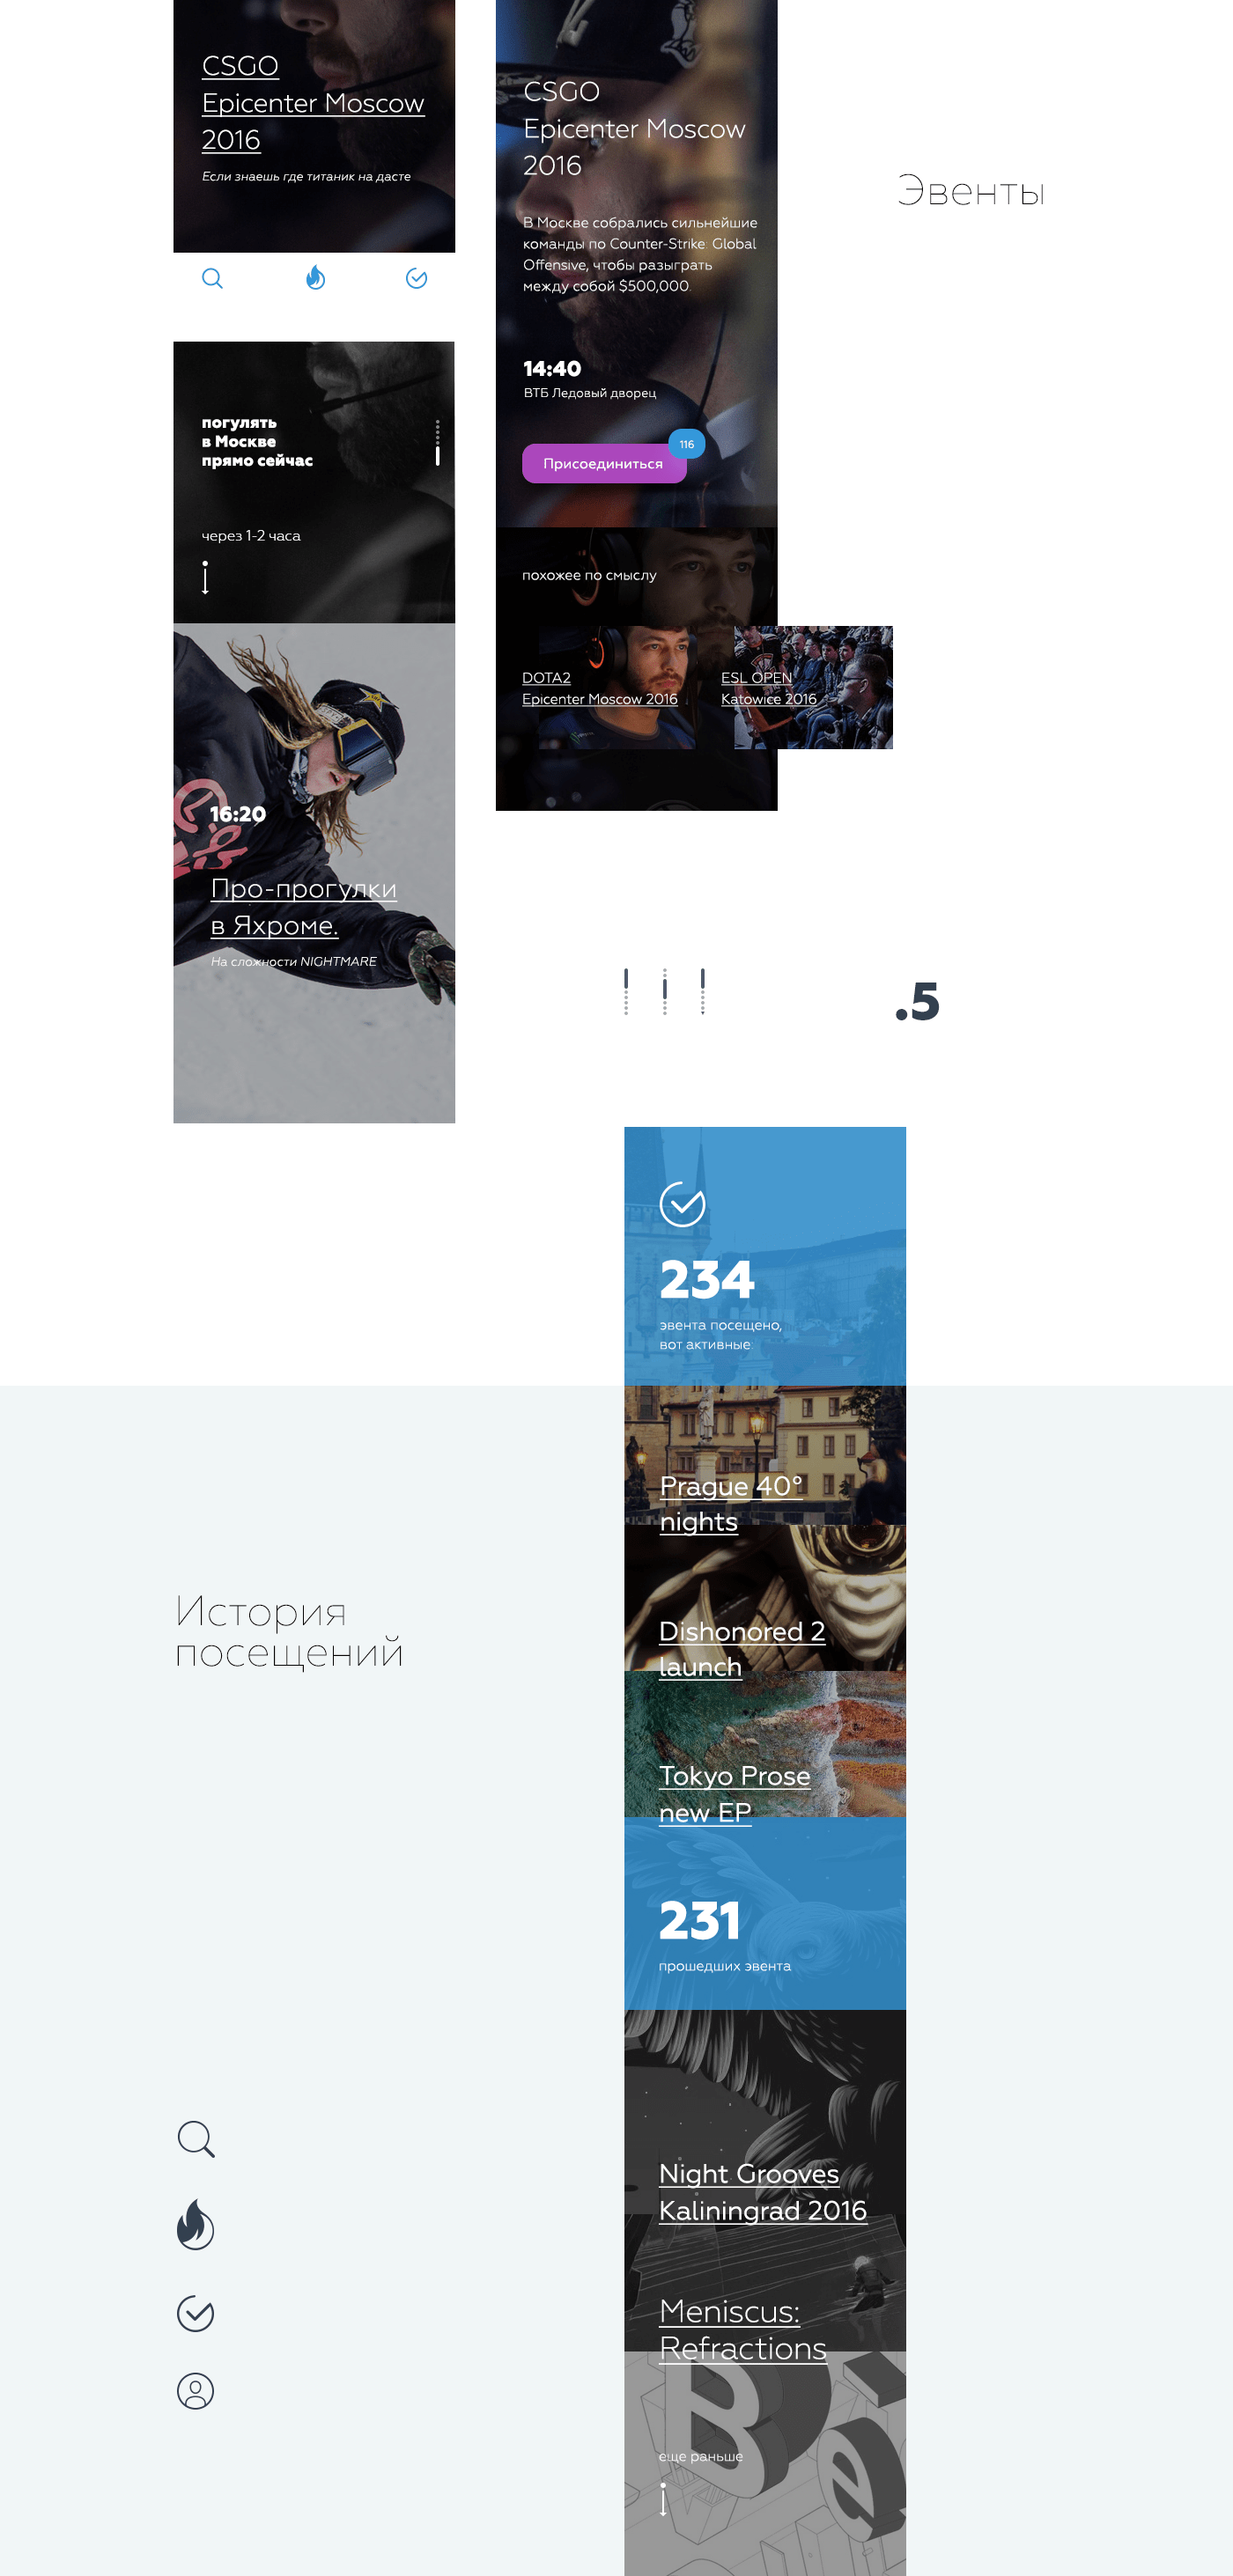 CSGO
Epicenter Moscow
2016
Если знаешь где титаник на дасте
погулять
в Москве
прямо сейчас
через 1-2 часа
16:20
Про-прогулки
в Яхроме.
На сложности NIGHTMARE
CSGO
Epicenter Moscow
2016
В Москве собрались сильнейшие
команды по Counter-Strike: Global
Offensive, чтобы разыграть
между собой $500,000.
14:40
ВТБ Ледовый дворец
116
Присоединиться
похожее по смыслу
DOTA2
Epicenter Moscow 2016
ESL OPEN
Katowice 2016
Эвенты
.5
234
эвента посещено,
вот активные:
Prague 40°
nights
Dishonored 2
launch
Tokyo Prose
new EP
231
прошедших эвента
Night Grooves
Kaliningrad 2016
Meniscus:
Refractions
еще раньше
История
посещений